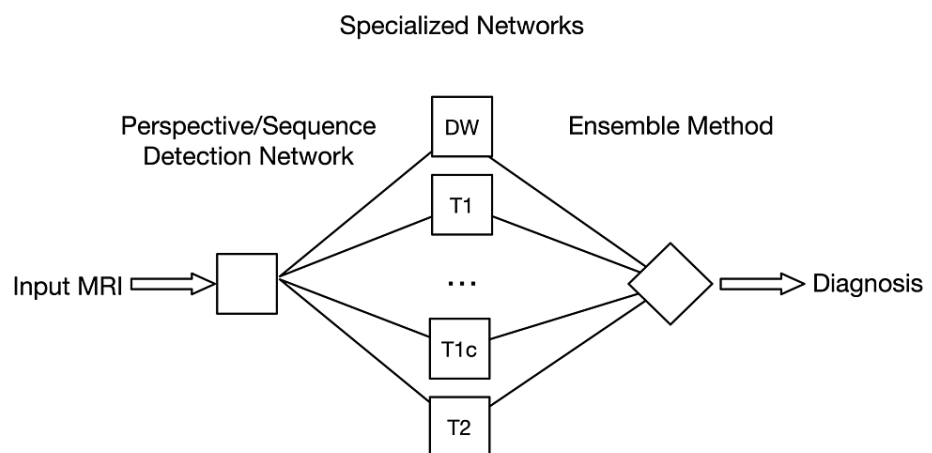 Specialized Networks
Perspective/Sequence
Detection Network
DW
Ensemble Method
T1
Input MRI
...
Diagnosis
T1c
T2